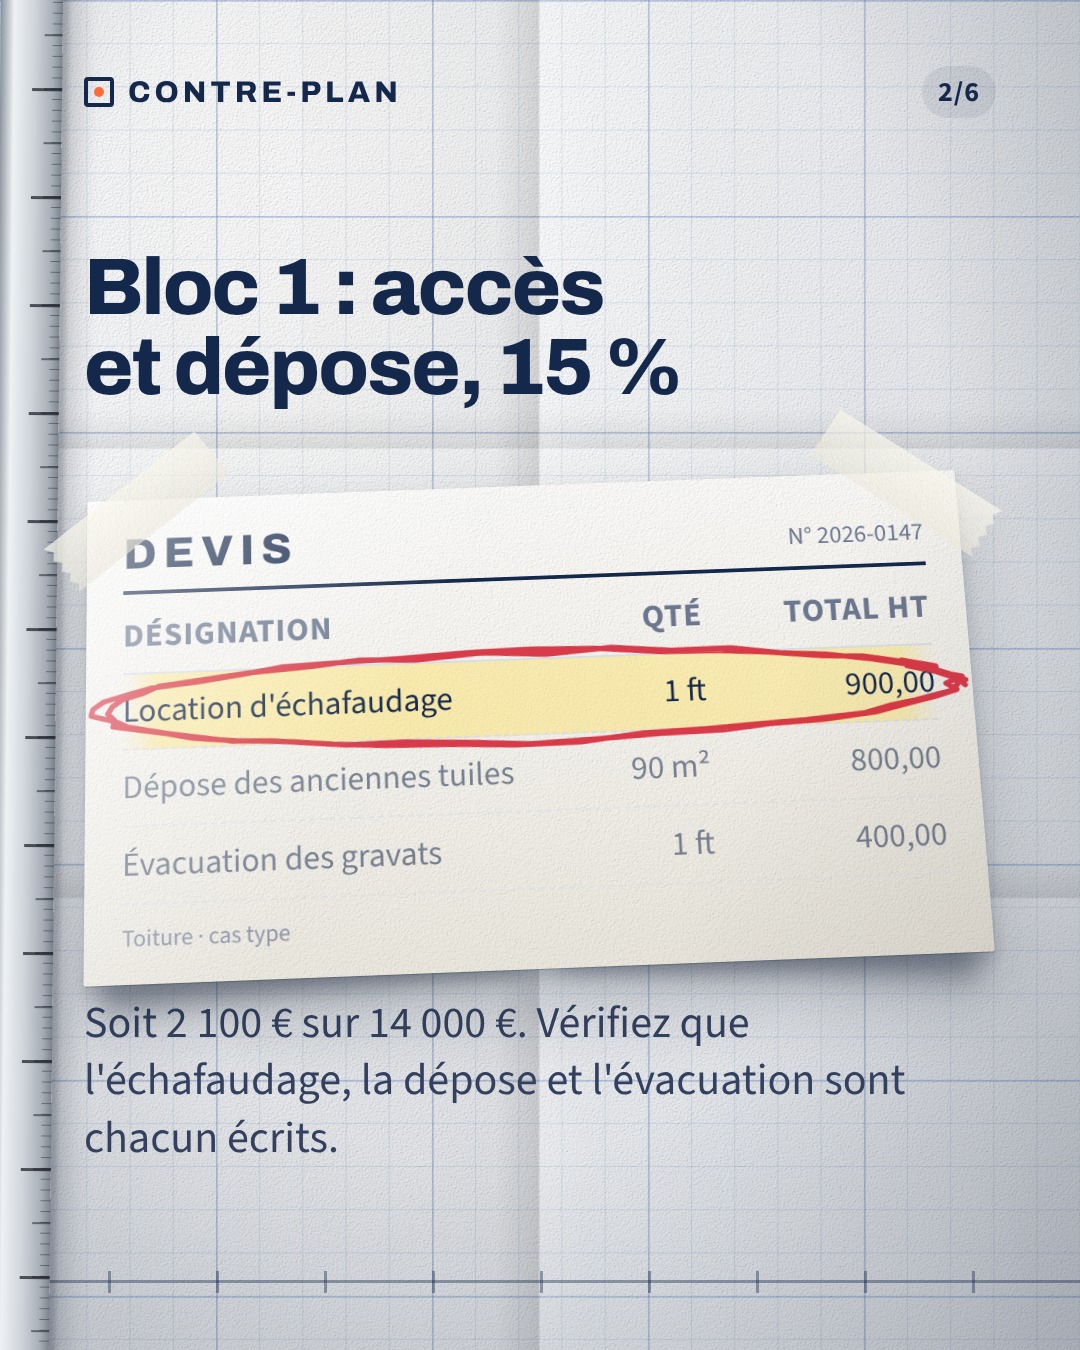 CONTRE-PLAN
2/6
Bloc 1 : accès
et dépose, 15 %
DEVIS
N° 2026-0147
DÉSIGNATION QTÉ TOTAL HT
Location d'échafaudage 1 ft 900,00
Dépose des anciennes tuiles 90 m² 800,00
Évacuation des gravats 1 ft 400,00
Toiture · cas type
Soit 2 100 € sur 14 000 €. Vérifiez que
l'échafaudage, la dépose et l'évacuation sont
chacun écrits.